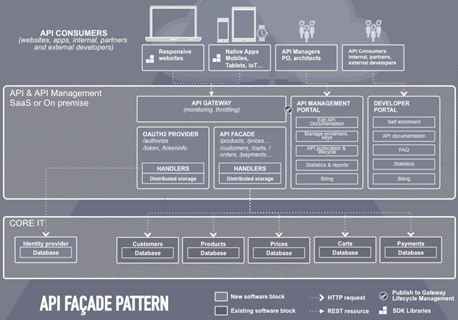 API CONSUMERS
(websites, apps, internal, partners
and external developers)
Responsive
websites
Native Apps
Mobiles,
Tablets, IoT...
API Managers
PO, architects
API Consumers
Internal, partners,
external developers
API & API Management
SaaS or On premise
API GATEWAY
(monitoring, throttling)
OAUTH2 PROVIDER
/authorize
/token, /tokeninfo
HANDLERS
Distributed storage
API FACADE
/products, /prices...
/customers, /carts, /
orders, /payments...
HANDLERS
Distributed storage
API MANAGEMENT
PORTAL
Edit API
Documentation
Manage enrolment, keys
API publication &
lifecycle
Statistics & reports
Biling
DEVELOPER
PORTAL
Self enrolment
API documentation
FAQ
Statistics
Biling
CORE IT
Identity provider
Database
Customers
Database
Products
Database
Prices
Database
Carts
Database
Payments
Database
API FAÇADE PATTERN
New software block
Existing software block
HTTP request
REST resource
Publish to Gateway
Lifecycle Management
SDK Libraries